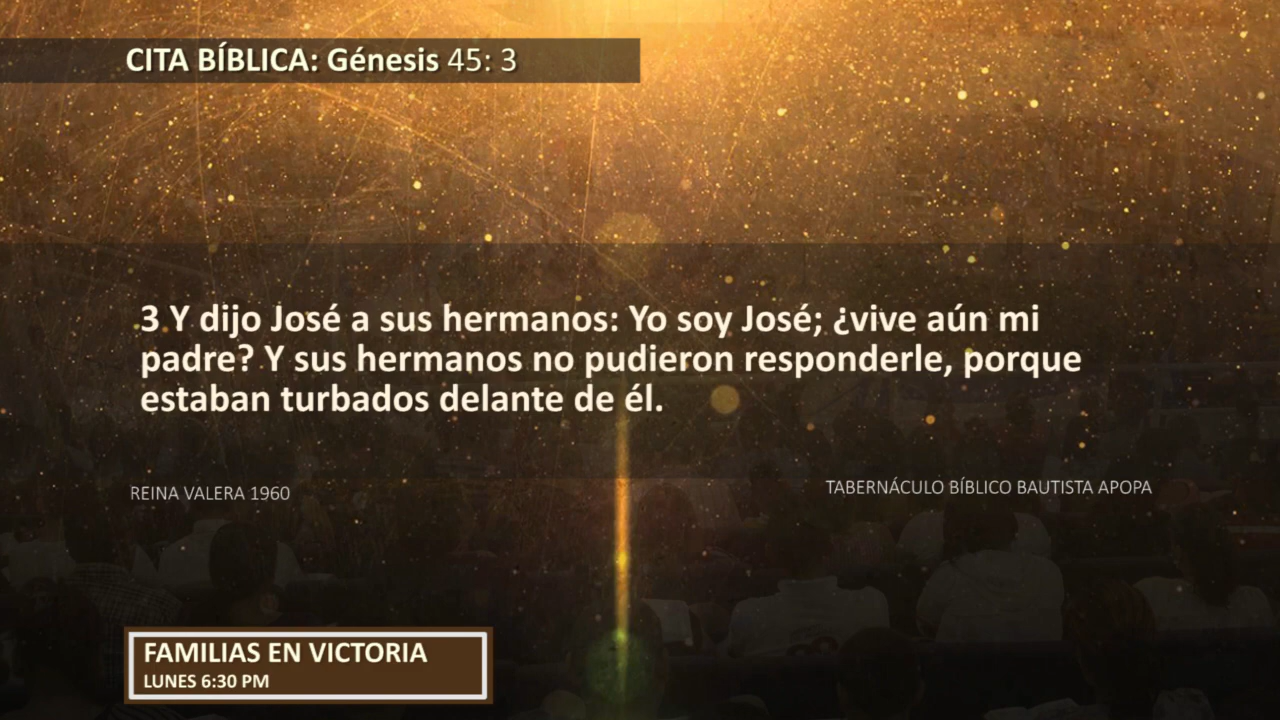 CITA BÍBLICA: Génesis 45: 3
3 Y dijo José a sus hermanos: Yo soy José; ¿vive aún mi
padre? Y sus hermanos no pudieron responderle, porque
estaban turbados delante de él.
REINA VALERA 1960
TABERNÁCULO BÍBLICO BAUTISTA APOPA
FAMILIAS EN VICTORIA
LUNES 6:30 PM